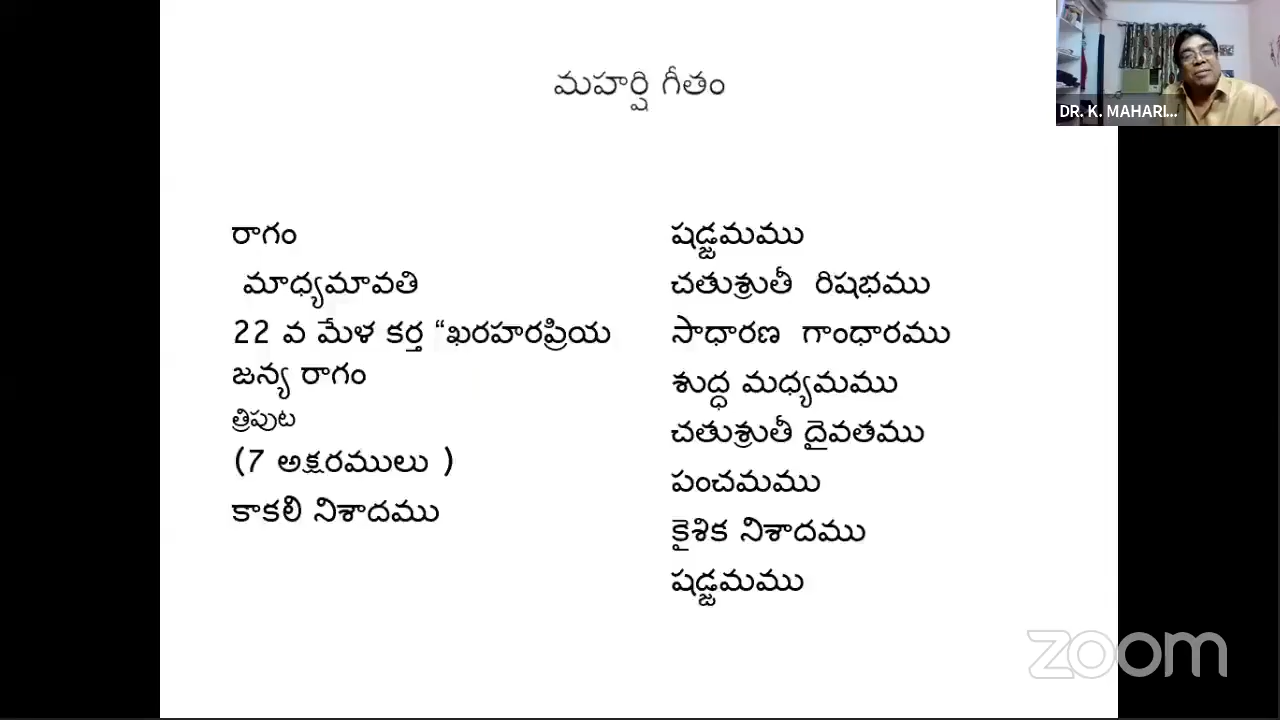 మహర్షి గీతం
DR. K. MAHARI...
రాగం
మాధ్యమావతి
22 వ మేళ కర్త “ఖరహరప్రియ
జన్య రాగం
త్రిపుట
(7 అక్షరములు )
కాకలి నిశాదము
షడ్జమము
చతుశ్రుతీ రిషభము
సాధారణ గాంధారము
శుద్ధ మధ్యమము
చతుశ్రుతీ దైవతము
పంచమము
కైశిక నిశాదము
షడ్జమము
zoom